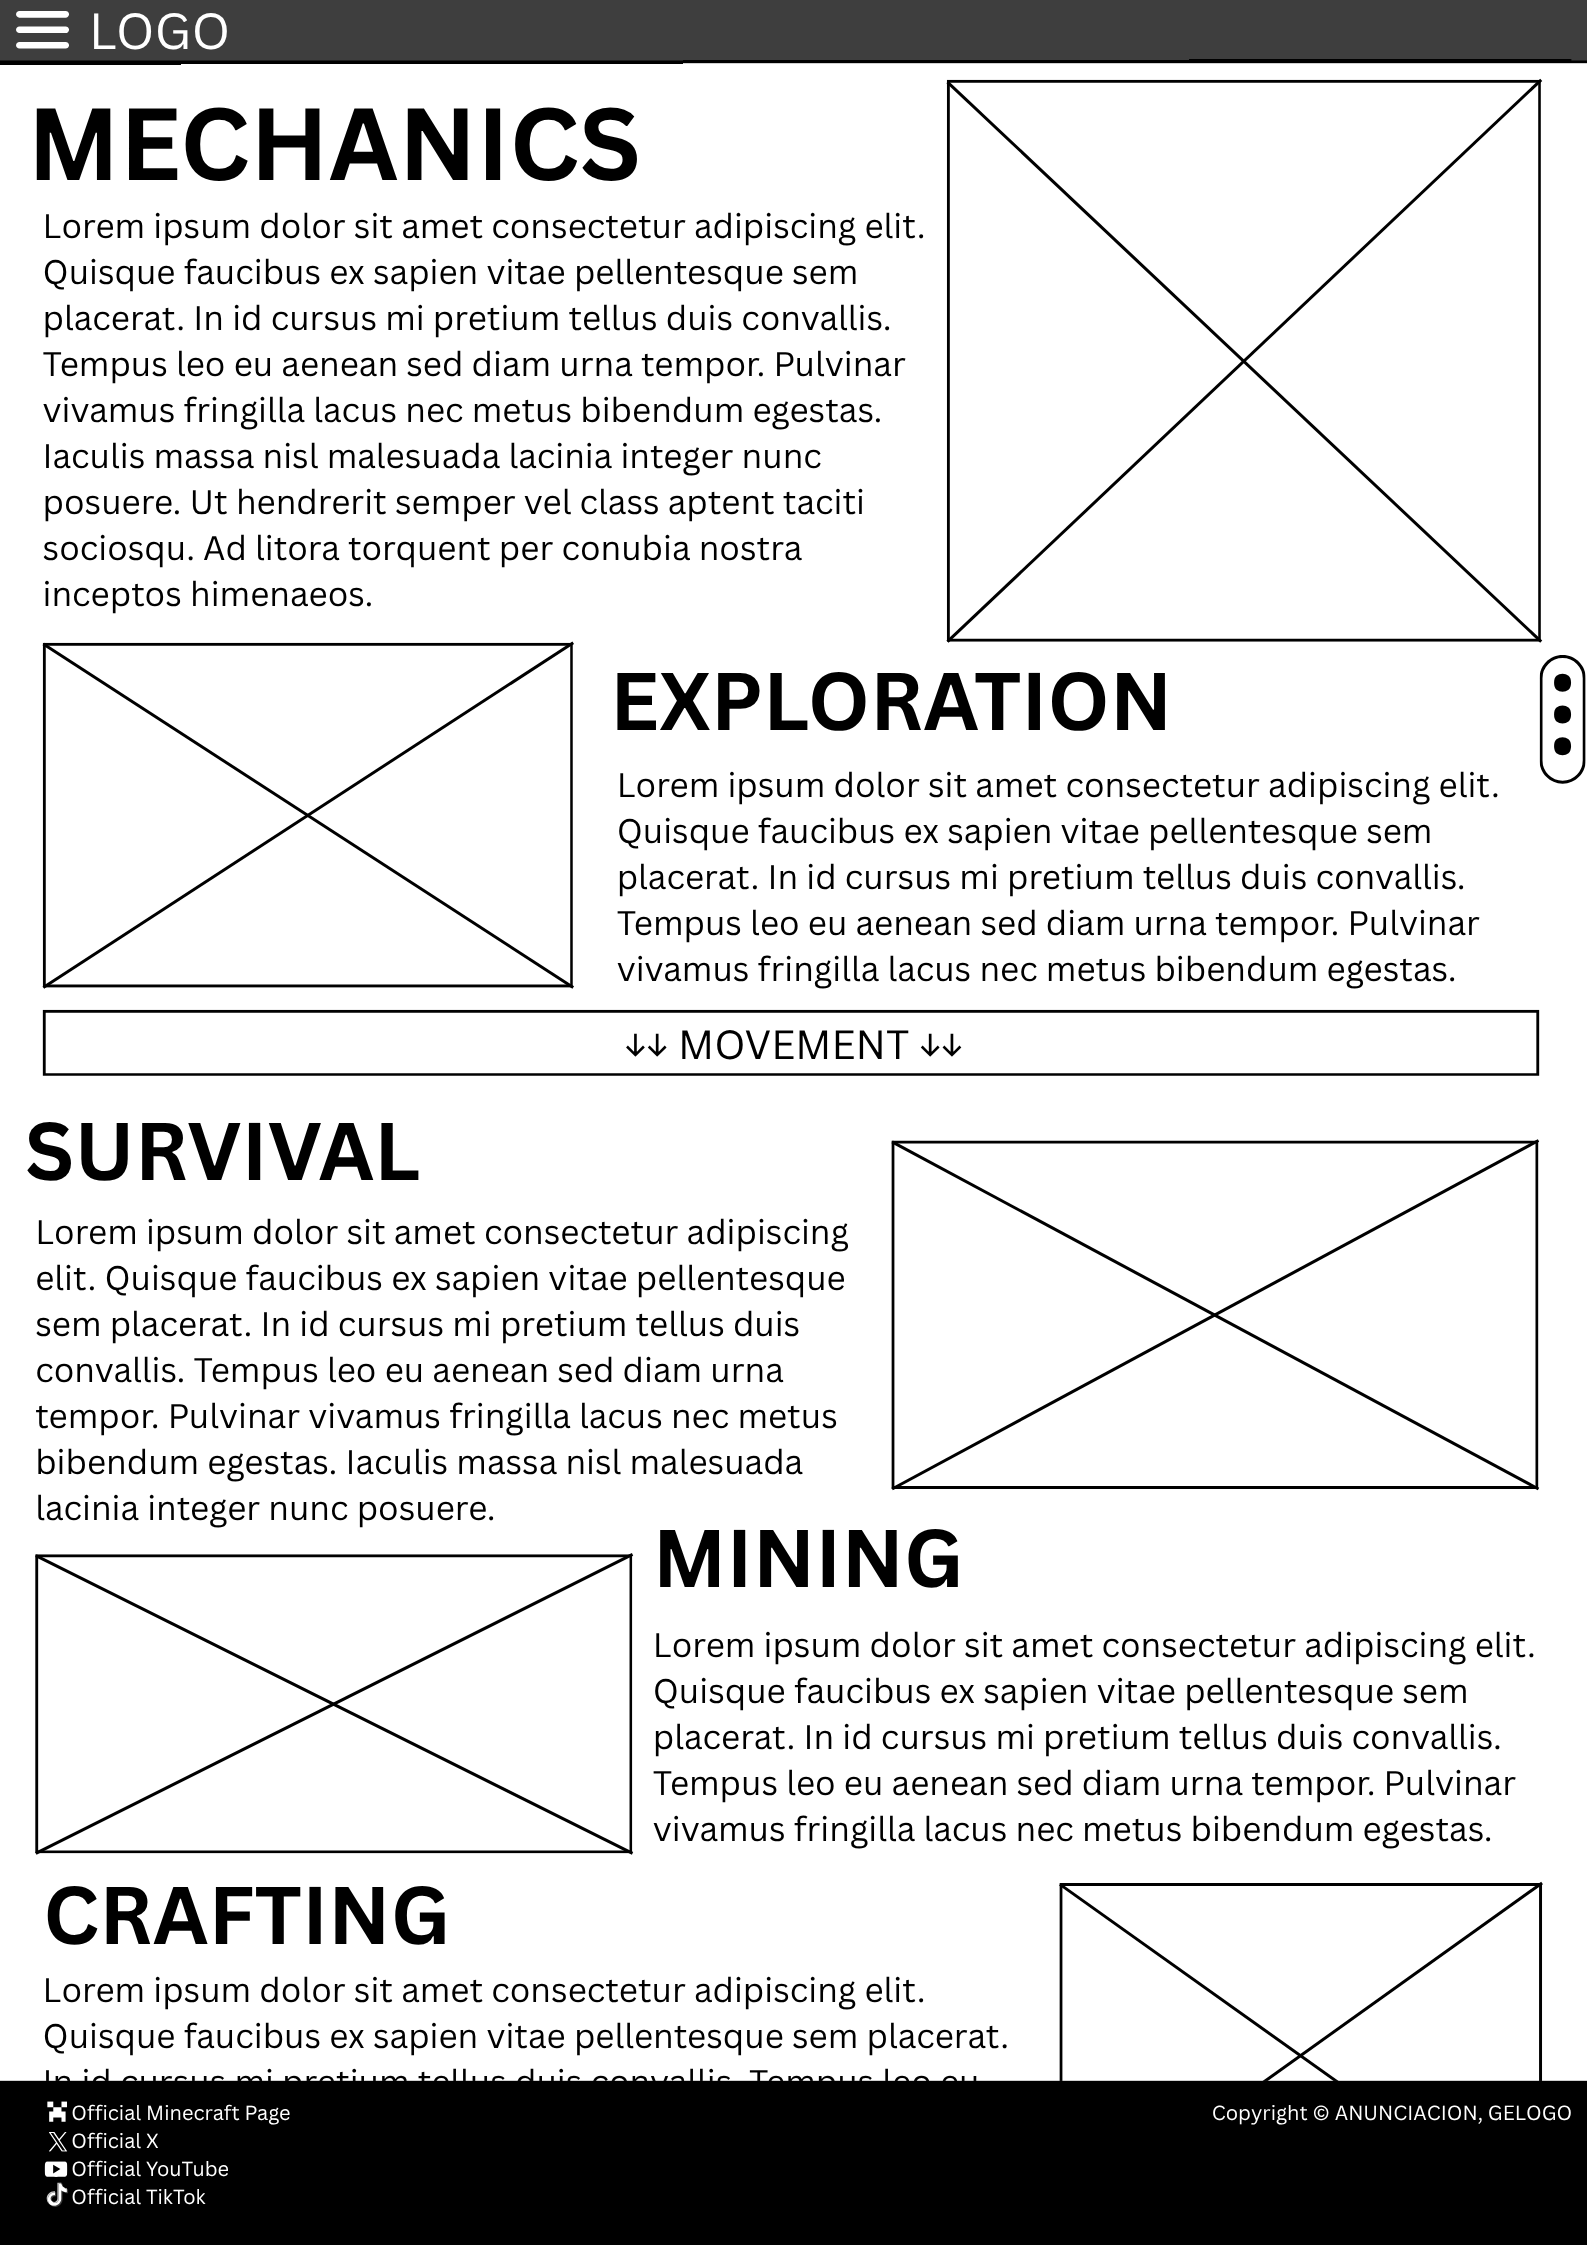 LOGO
MECHANICS
Lorem ipsum dolor sit amet consectetur adipiscing elit.
Quisque faucibus ex sapien vitae pellentesque sem
placerat. In id cursus mi pretium tellus duis convallis.
Tempus leo eu aenean sed diam urna tempor. Pulvinar
vivamus fringilla lacus nec metus bibendum egestas.
Iaculis massa nisl malesuada lacinia integer nunc
posuere. Ut hendrerit semper vel class aptent taciti
sociosqu. Ad litora torquent per conubia nostra
inceptos himenaeos.
EXPLORATION
Lorem ipsum dolor sit amet consectetur adipiscing elit.
Quisque faucibus ex sapien vitae pellentesque sem
placerat. In id cursus mi pretium tellus duis convallis.
Tempus leo eu aenean sed diam urna tempor. Pulvinar
vivamus fringilla lacus nec metus bibendum egestas.
↓↓ MOVEMENT ↓↓
SURVIVAL
Lorem ipsum dolor sit amet consectetur adipiscing
elit. Quisque faucibus ex sapien vitae pellentesque
sem placerat. In id cursus mi pretium tellus duis
convallis. Tempus leo eu aenean sed diam urna
tempor. Pulvinar vivamus fringilla lacus nec metus
bibendum egestas. Iaculis massa nisl malesuada
lacinia integer nunc posuere.
MINING
Lorem ipsum dolor sit amet consectetur adipiscing elit.
Quisque faucibus ex sapien vitae pellentesque sem
placerat. In id cursus mi pretium tellus duis convallis.
Tempus leo eu aenean sed diam urna tempor. Pulvinar
vivamus fringilla lacus nec metus bibendum egestas.
CRAFTING
Lorem ipsum dolor sit amet consectetur adipiscing elit.
Quisque faucibus ex sapien vitae pellentesque sem placerat.
In id cursus mi pretium tellus duis convallis. Tempus leo eu
Official Minecraft Page
Official X
Official YouTube
Official TikTok
Copyright © ANUNCIACION, GELOGO